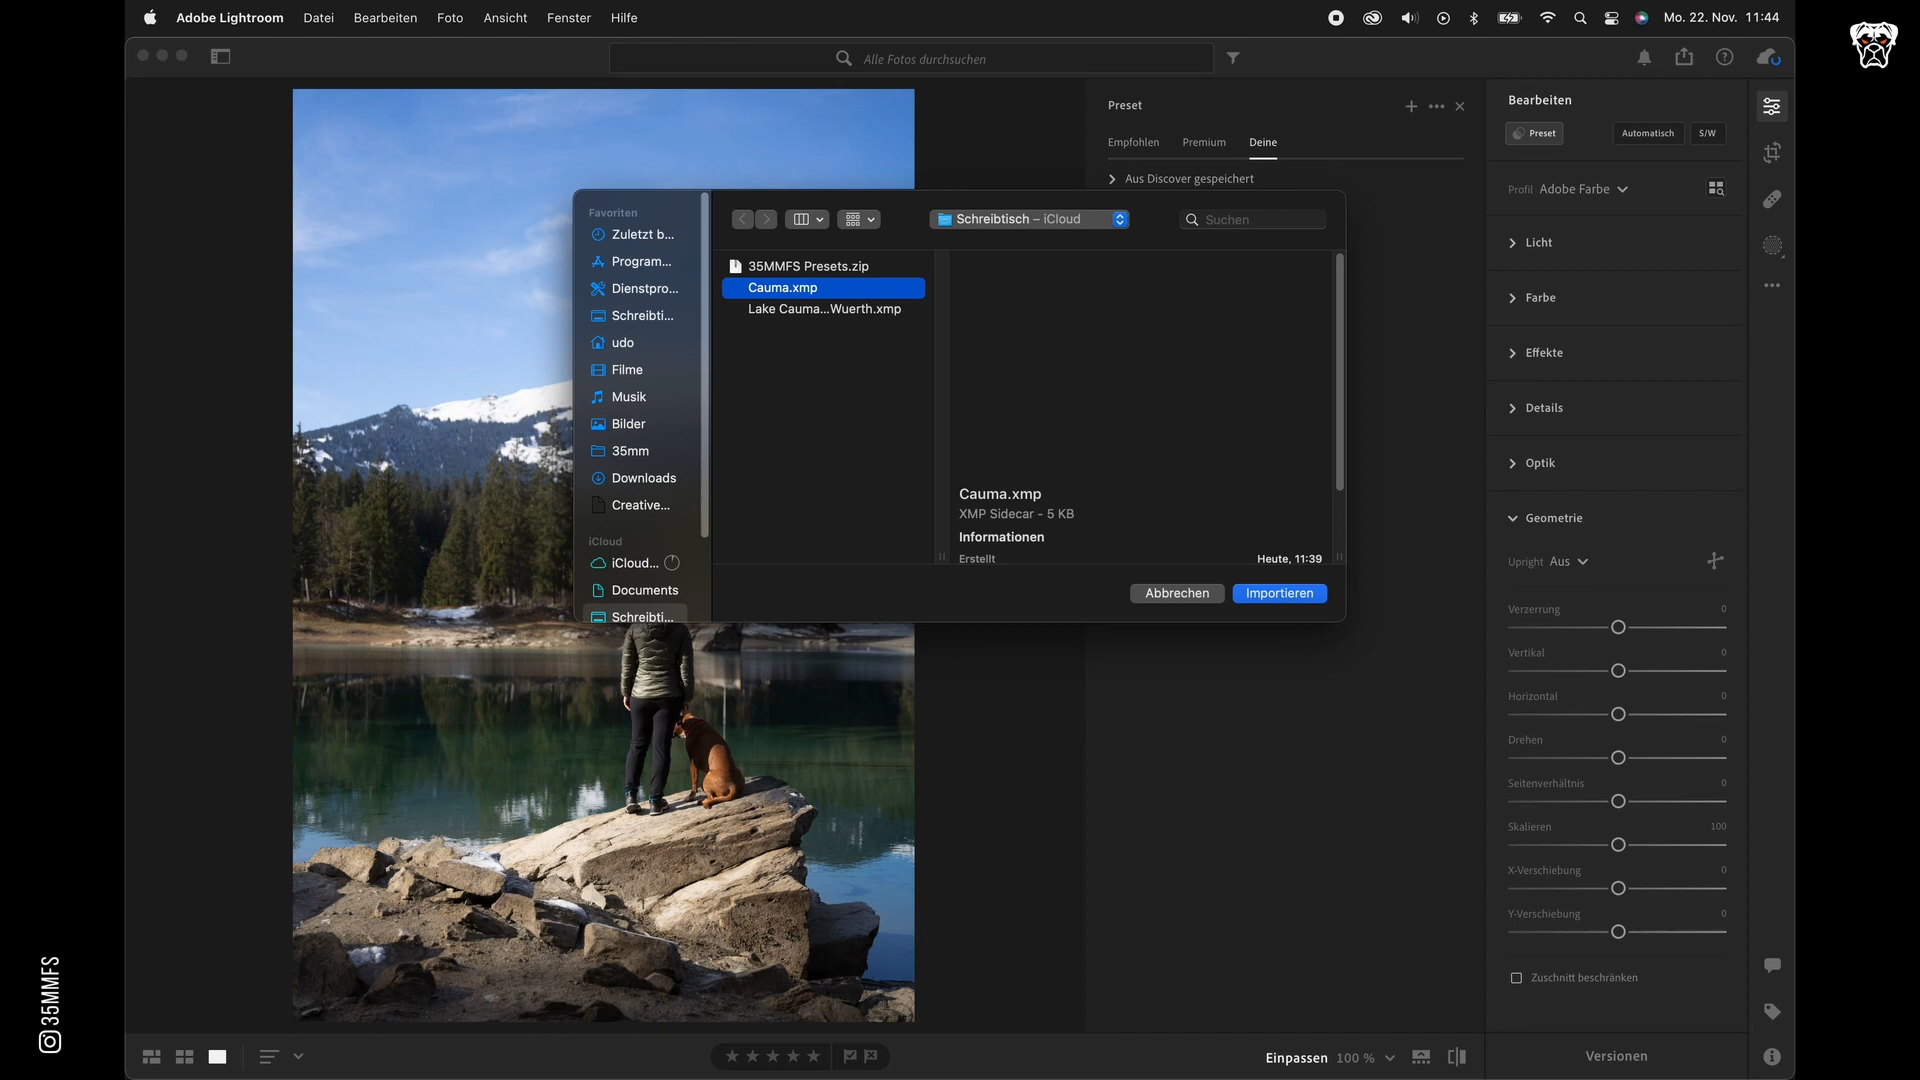 Adobe Lightroom Datei Bearbeiten Foto Ansicht Fenster Hilfe
Mo. 22. Nov. 11:44
Alle Fotos durchsuchen
Preset
Empfohlen Premium Deine
Aus Discover gespeichert
Bearbeiten
Preset Automatisch S/W
Profil Adobe Farbe
Licht
Farbe
Effekte
Details
Optik
Geometrie
Upright Aus
Verzerrung 0
Vertikal 0
Horizontal 0
Drehen 0
Seitenverhältnis 0
Skalieren 100
X-Verschiebung 0
Y-Verschiebung 0
Zuschnitt beschränken
Versionen
Favoriten
Zuletzt b...
Program...
Dienstpro...
Schreibti...
udo
Filme
Musik
Bilder
35mm
Downloads
Creative...
iCloud
iCloud...
Documents
Schreibti...
Schreibtisch – iCloud
Suchen
35MMFS Presets.zip
Cauma.xmp
Lake Cauma...Wuerth.xmp
Cauma.xmp
XMP Sidecar - 5 KB
Informationen
Erstellt Heute, 11:39
Abbrechen Importieren
Einpassen 100 %
35MMFS